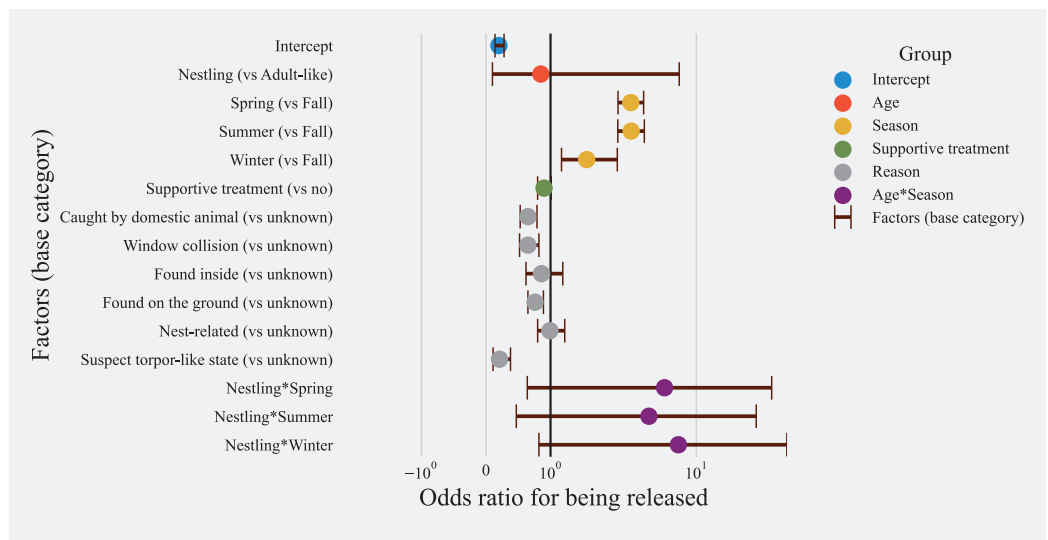 Intercept
Nestling (vs Adult-like)
Spring (vs Fall)
Summer (vs Fall)
Winter (vs Fall)
Supportive treatment (vs no)
Caught by domestic animal (vs unknown)
Window collision (vs unknown)
Found inside (vs unknown)
Found on the ground (vs unknown)
Nest-related (vs unknown)
Suspect torpor-like state (vs unknown)
Nestling*Spring
Nestling*Summer
Nestling*Winter
Factors (base category)
−10⁰ 0 10⁰ 10¹
Odds ratio for being released
Group
Intercept
Age
Season
Supportive treatment
Reason
Age*Season
Factors (base category)